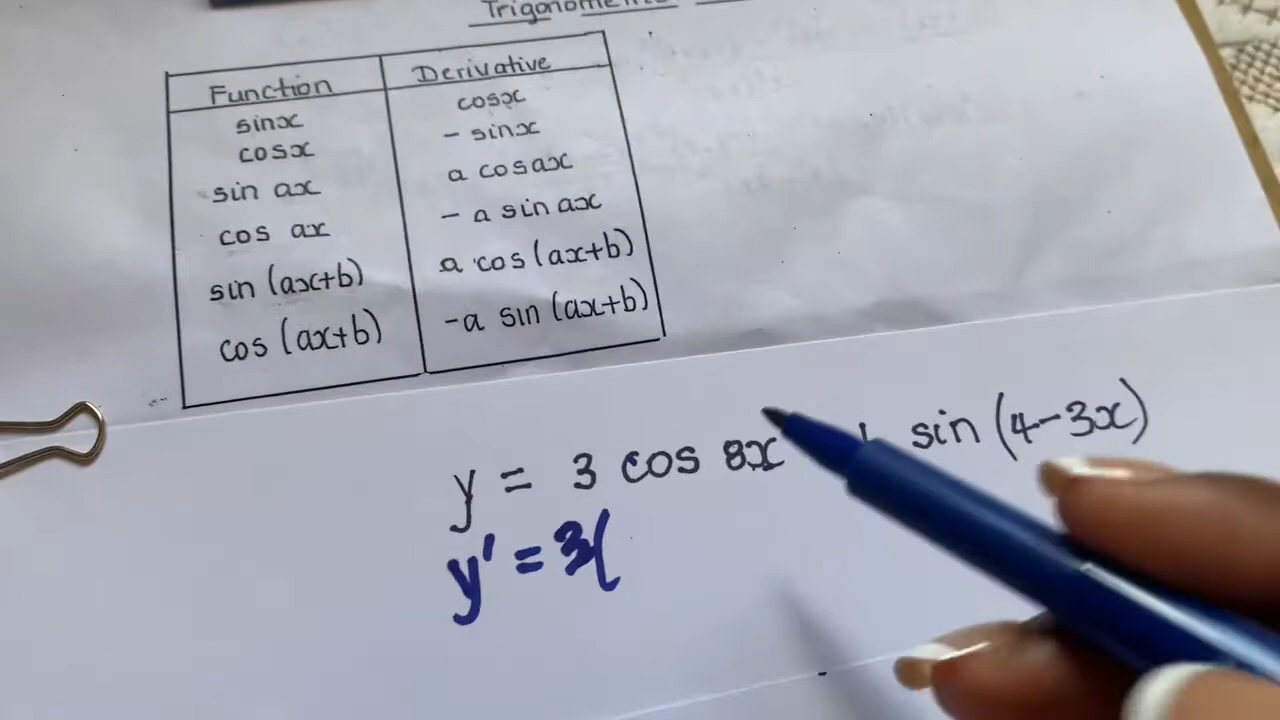 Function Derivative
sinx cosx
cosx - sinx
sin ax a cosax
cos ax - a sin ax
sin (ax+b) a cos(ax+b)
cos (ax+b) -a sin (ax+b)
y = 3 cos 8x sin (4-3x)
y' = 3(